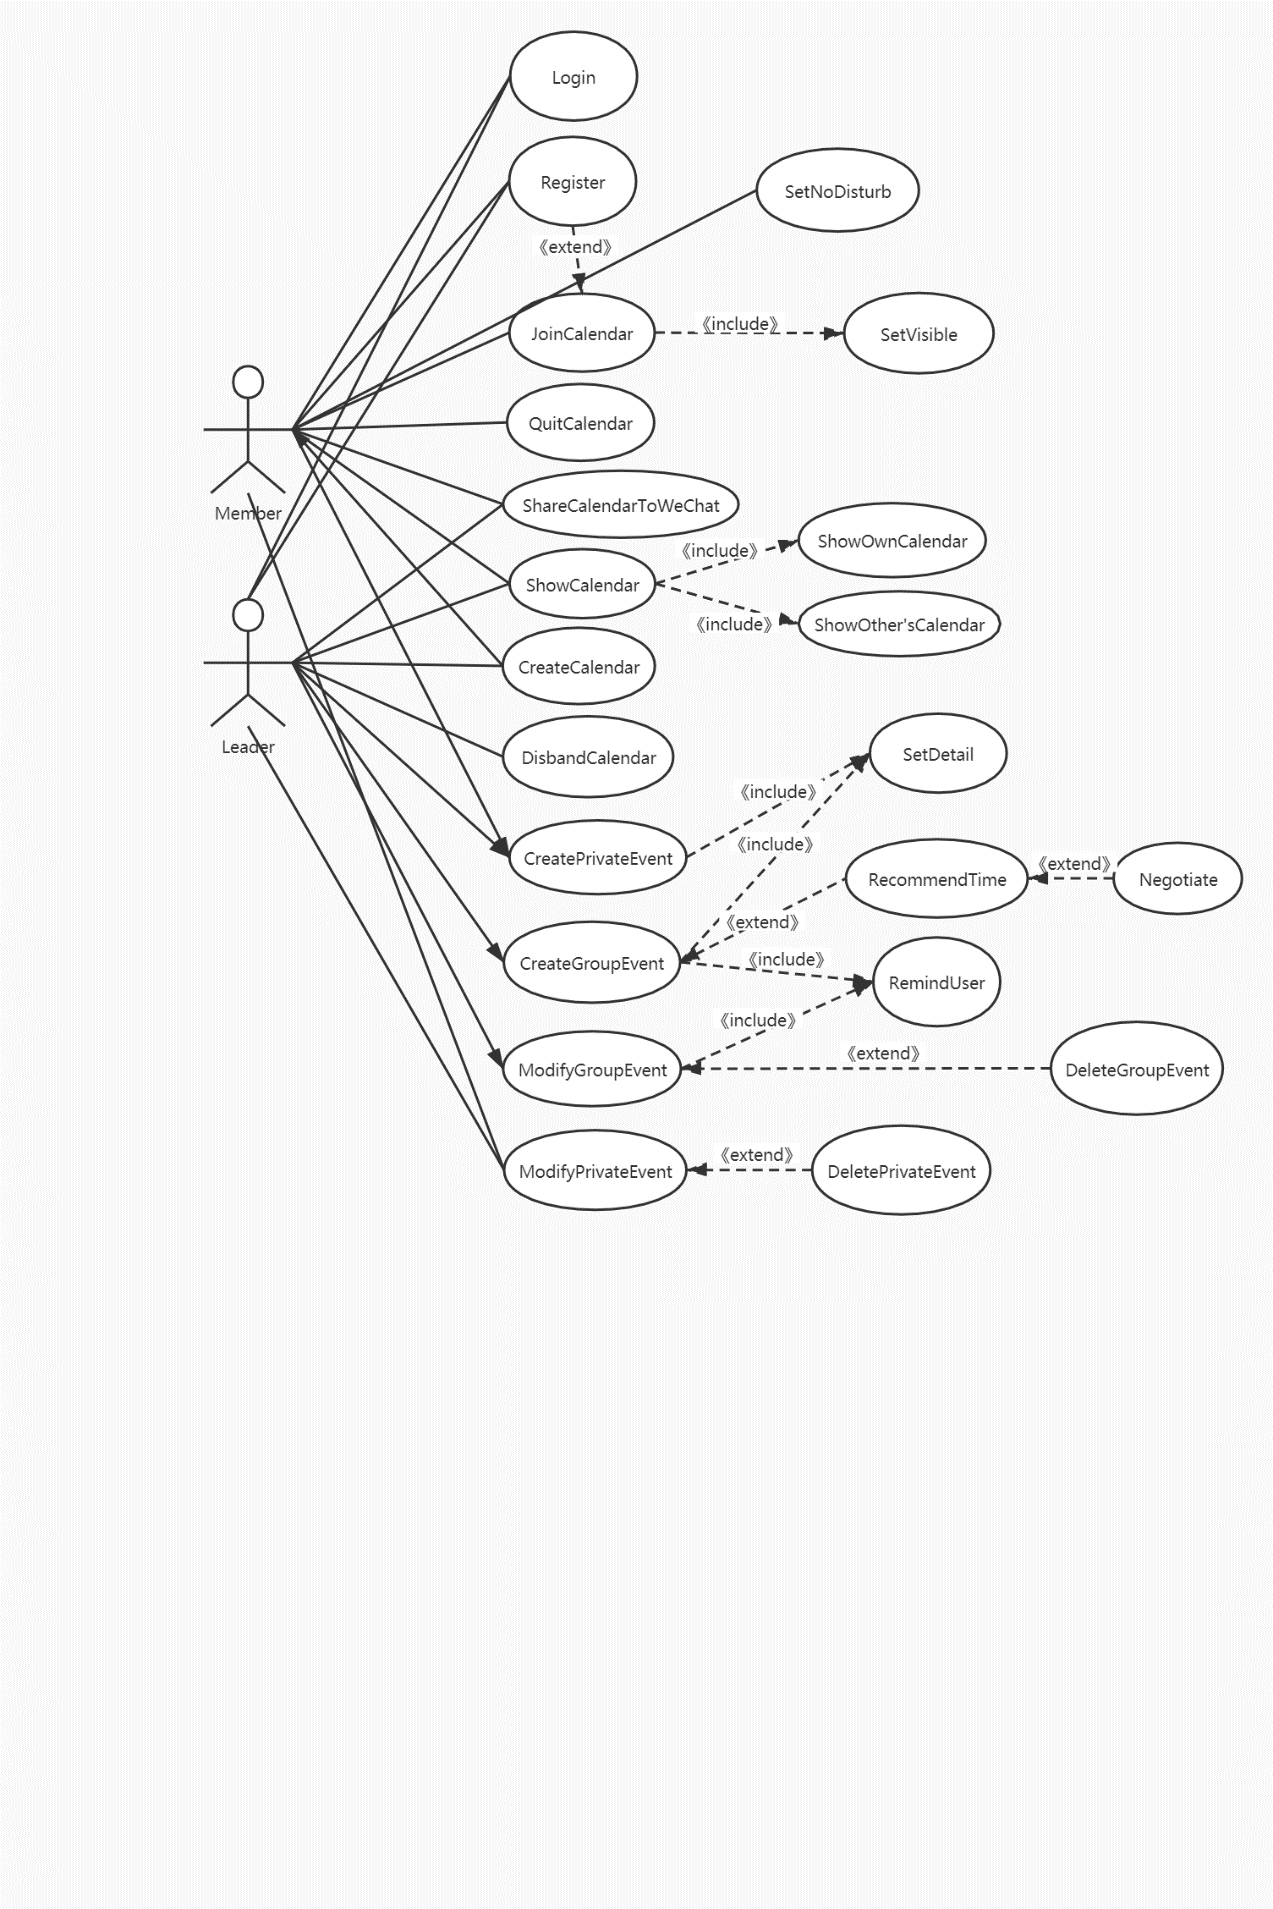 Login
Register
SetNoDisturb
《extend》
JoinCalendar
《include》
SetVisible
QuitCalendar
Member
ShareCalendarToWeChat
ShowOwnCalendar
《include》
ShowCalendar
《include》
ShowOther'sCalendar
CreateCalendar
Leader
DisbandCalendar
SetDetail
《include》
《include》
CreatePrivateEvent
《extend》
RecommendTime
Negotiate
《extend》
CreateGroupEvent
《include》
RemindUser
《include》
《extend》
ModifyGroupEvent
DeleteGroupEvent
《extend》
ModifyPrivateEvent
DeletePrivateEvent